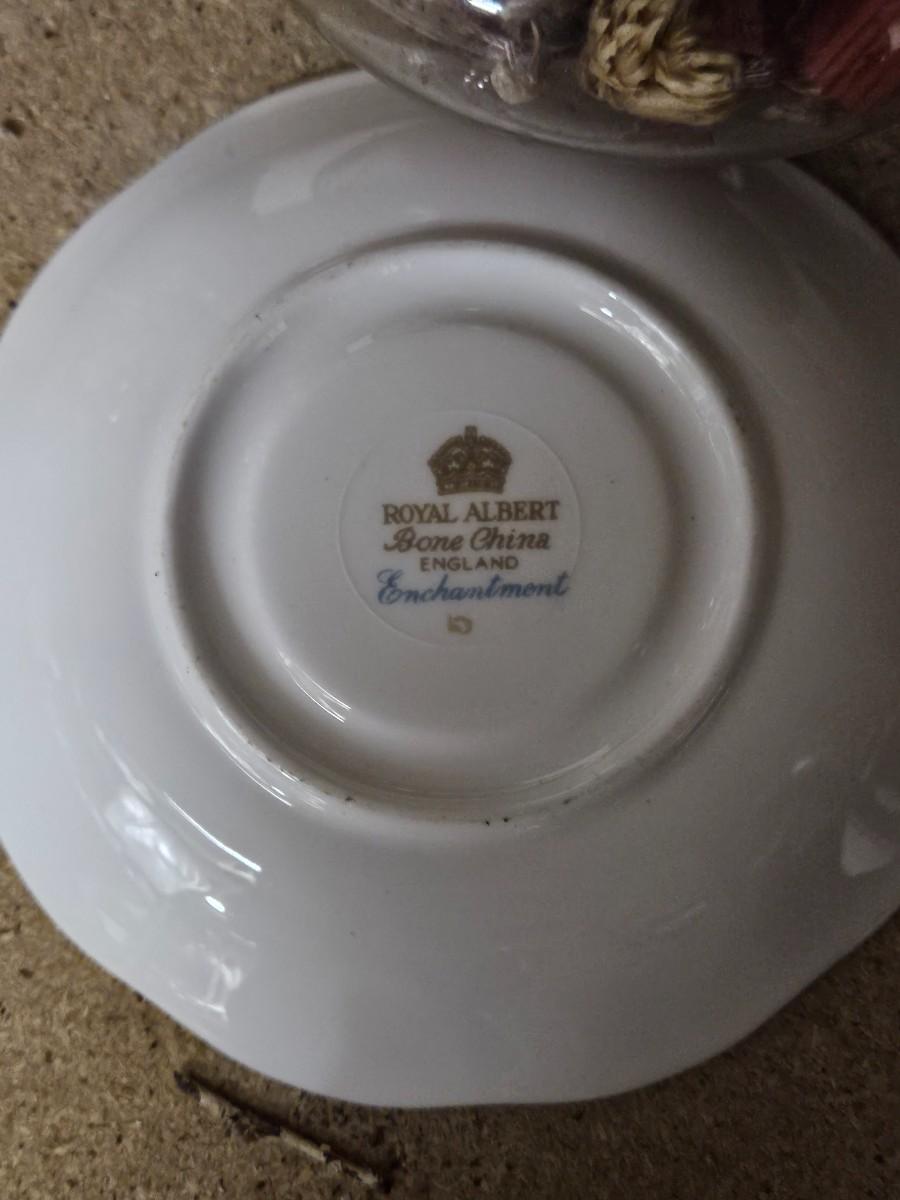 ROYAL ALBERT
Bone China
ENGLAND
Enchantment